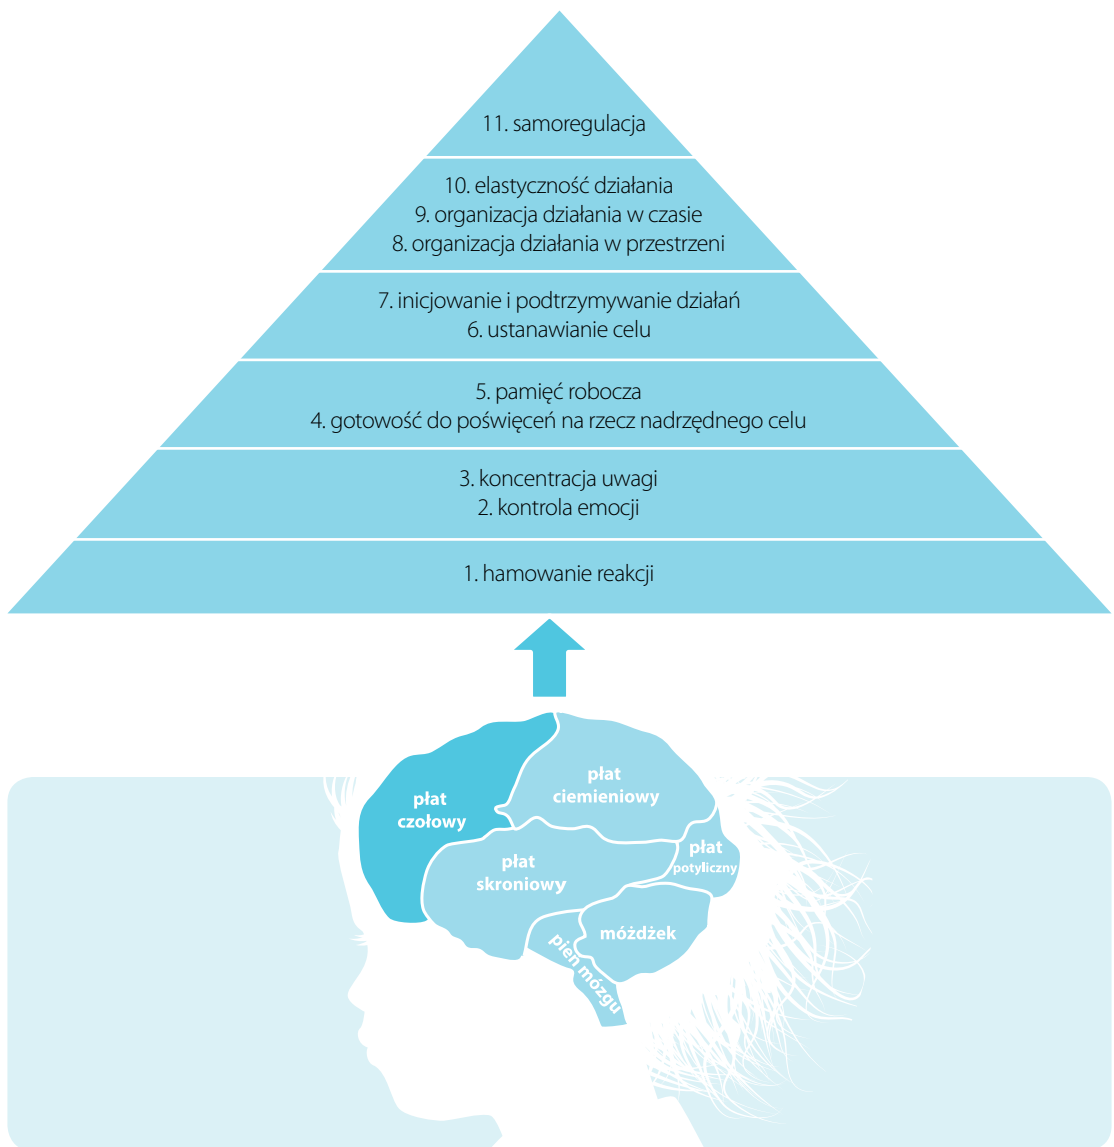 11. samoregulacja
10. elastyczność działania
9. organizacja działania w czasie
8. organizacja działania w przestrzeni
7. inicjowanie i podtrzymywanie działań
6. ustanawianie celu
5. pamięć robocza
4. gotowość do poświęceń na rzecz nadrzędnego celu
3. koncentracja uwagi
2. kontrola emocji
1. hamowanie reakcji
płat
czołowy
płat
ciemieniowy
płat
skroniowy
płat
potyliczny
móżdżek
pień mózgu